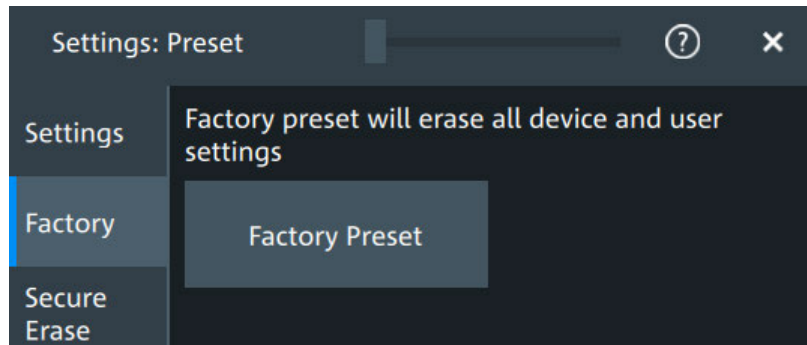 Settings: Preset
?
Settings
Factory preset will erase all device and user
settings
Factory
Factory Preset
Secure
Erase